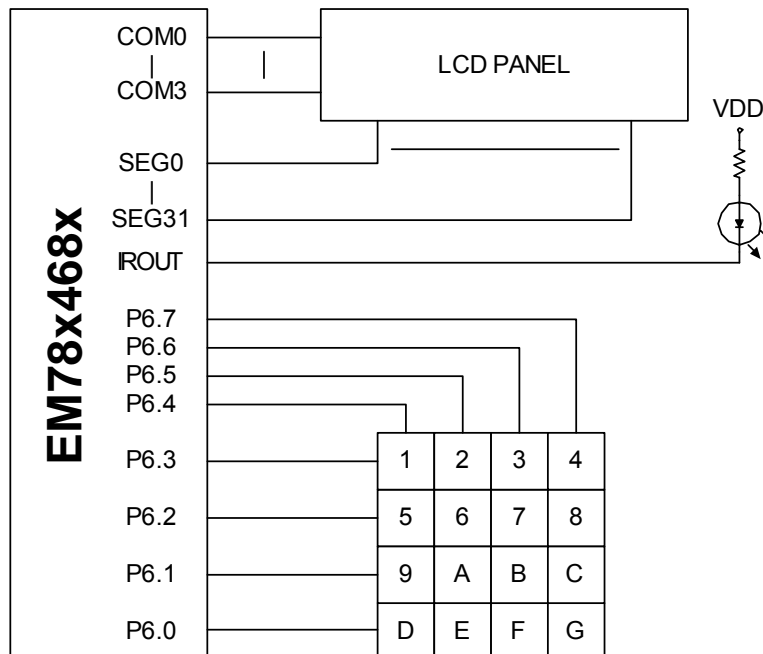 COM0
LCD PANEL
COM3
VDD
SEG0
SEG31
IROUT
EM78x468x
P6.7
P6.6
P6.5
P6.4
P6.3 1 2 3 4
P6.2 5 6 7 8
P6.1 9 A B C
P6.0 D E F G